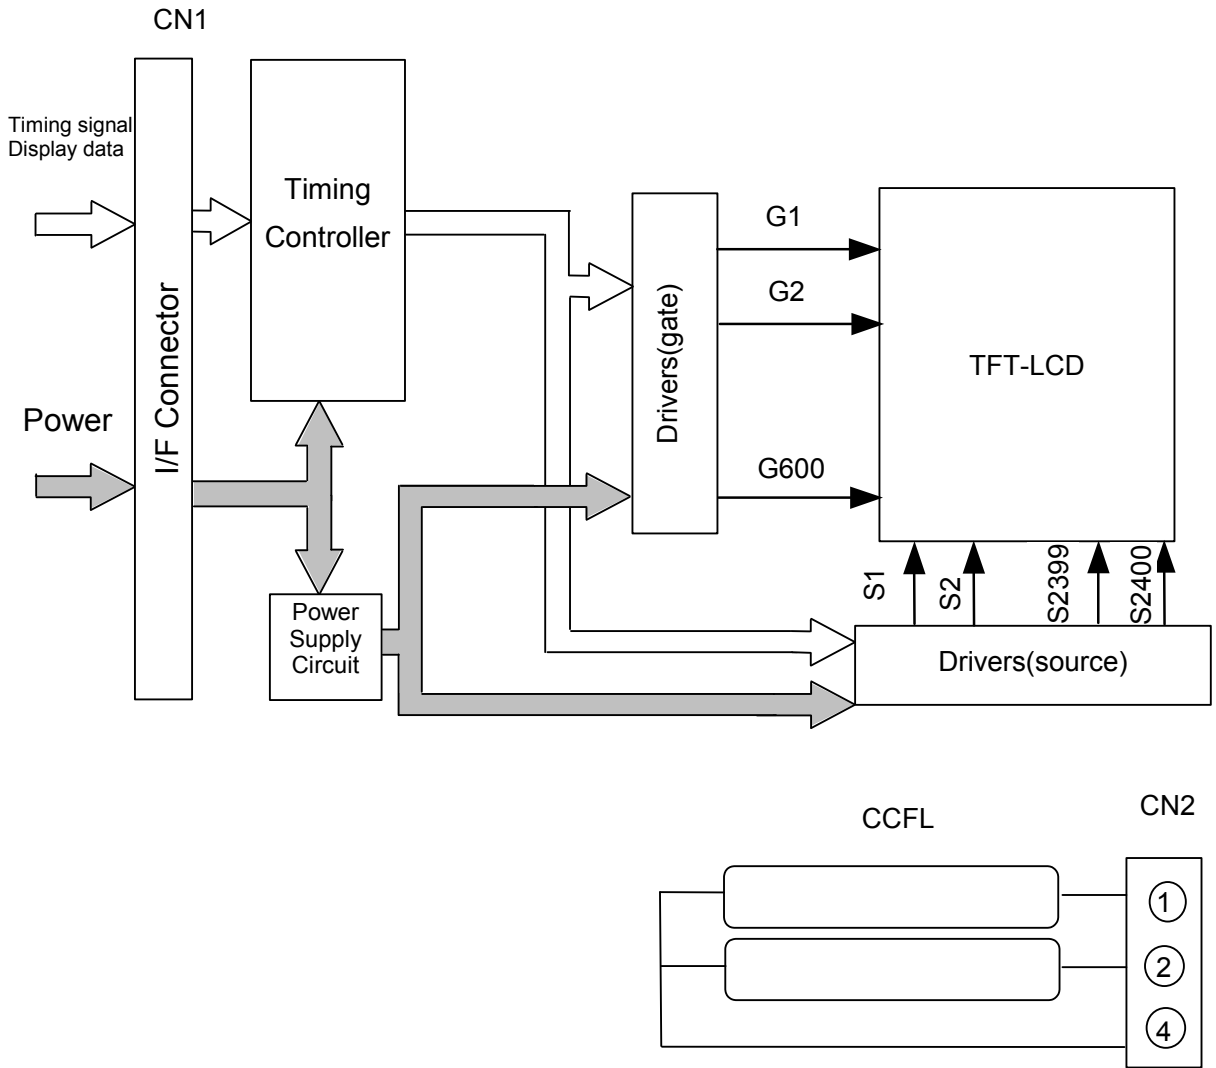 CN1
Timing signal
Display data
Timing
Controller
Power
I/F Connector
Power
Supply
Circuit
Drivers(gate)
G1
G2
G600
TFT-LCD
S1
S2
S2399
S2400
Drivers(source)
CCFL
CN2
1
2
4